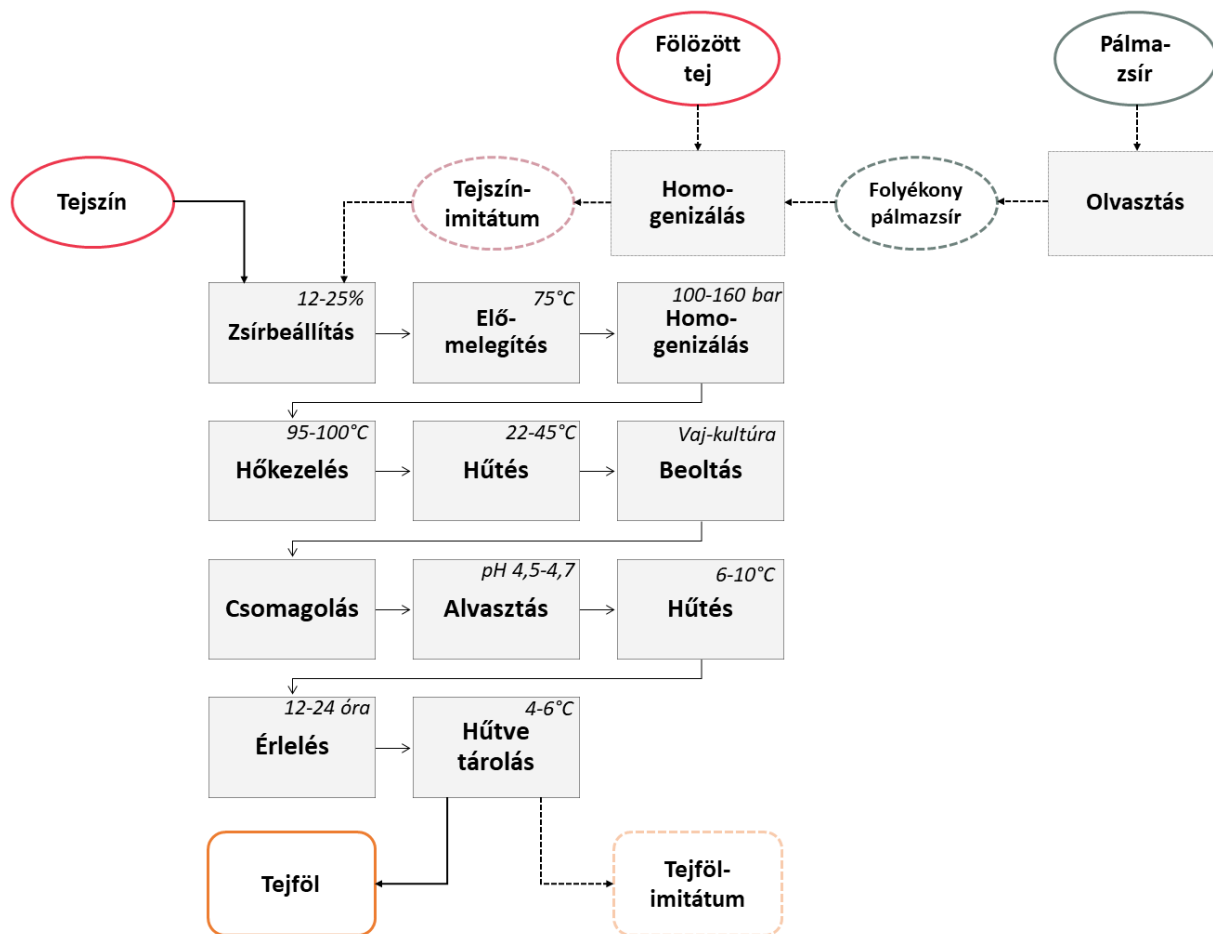 Fölözött
tej
Pálma-
zsír
Tejszín
Tejszín-
imitátum
Homo-
genizálás
Folyékony
pálmazsír
Olvasztás
12-25%
Zsírbeállítás
75°C
Elő-
melegítés
100-160 bar
Homo-
genizálás
95-100°C
Hőkezelés
22-45°C
Hűtés
Vaj-kultúra
Beoltás
Csomagolás
pH 4,5-4,7
Alvasztás
6-10°C
Hűtés
12-24 óra
Érlelés
4-6°C
Hűtve
tárolás
Tejföl
Tejföl-
imitátum